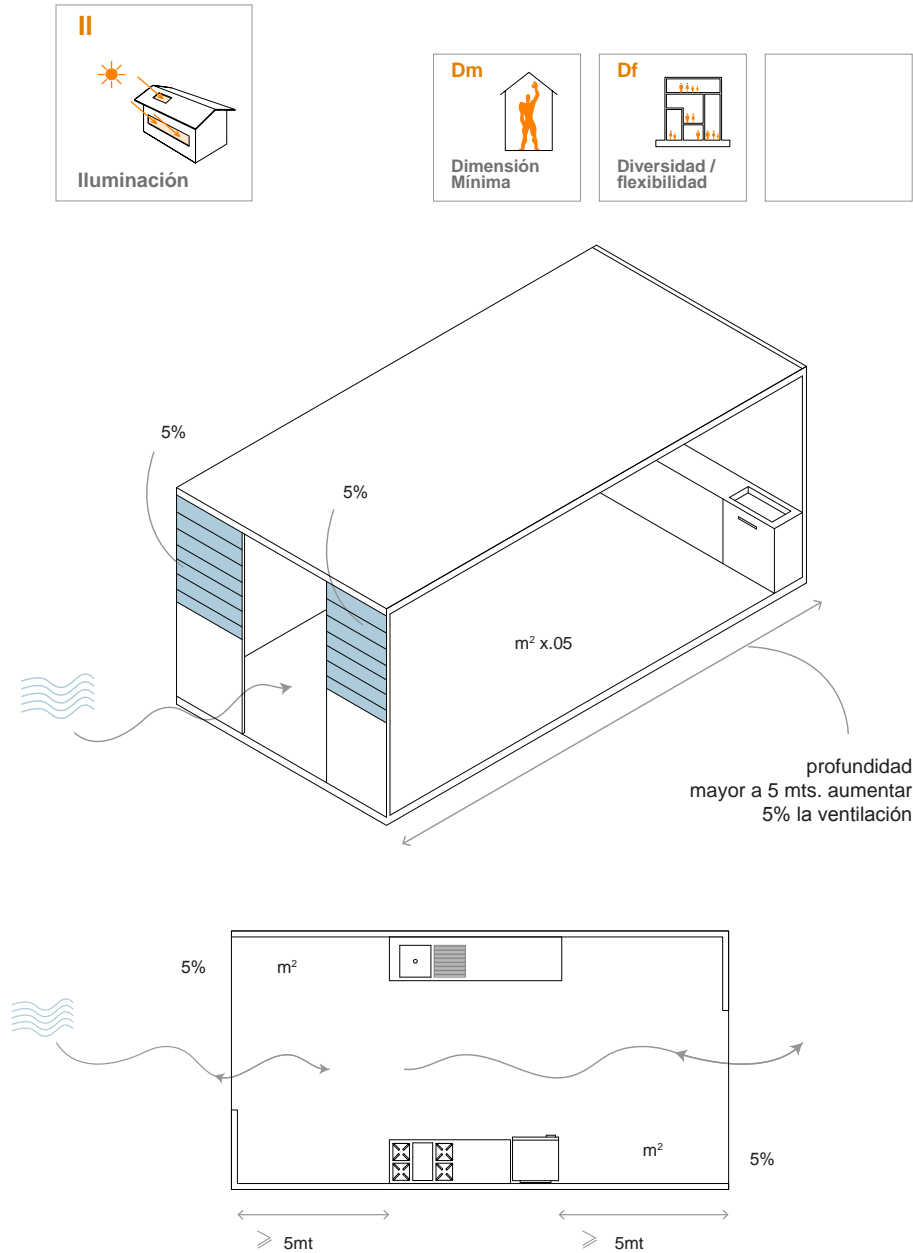 Il
Iluminación
Dm
Dimensión
Mínima
Df
Diversidad /
flexibilidad
5%
5%
m² x.05
profundidad
mayor a 5 mts. aumentar
5% la ventilación
5%
m²
m²
5%
⩾ 5mt
⩾ 5mt